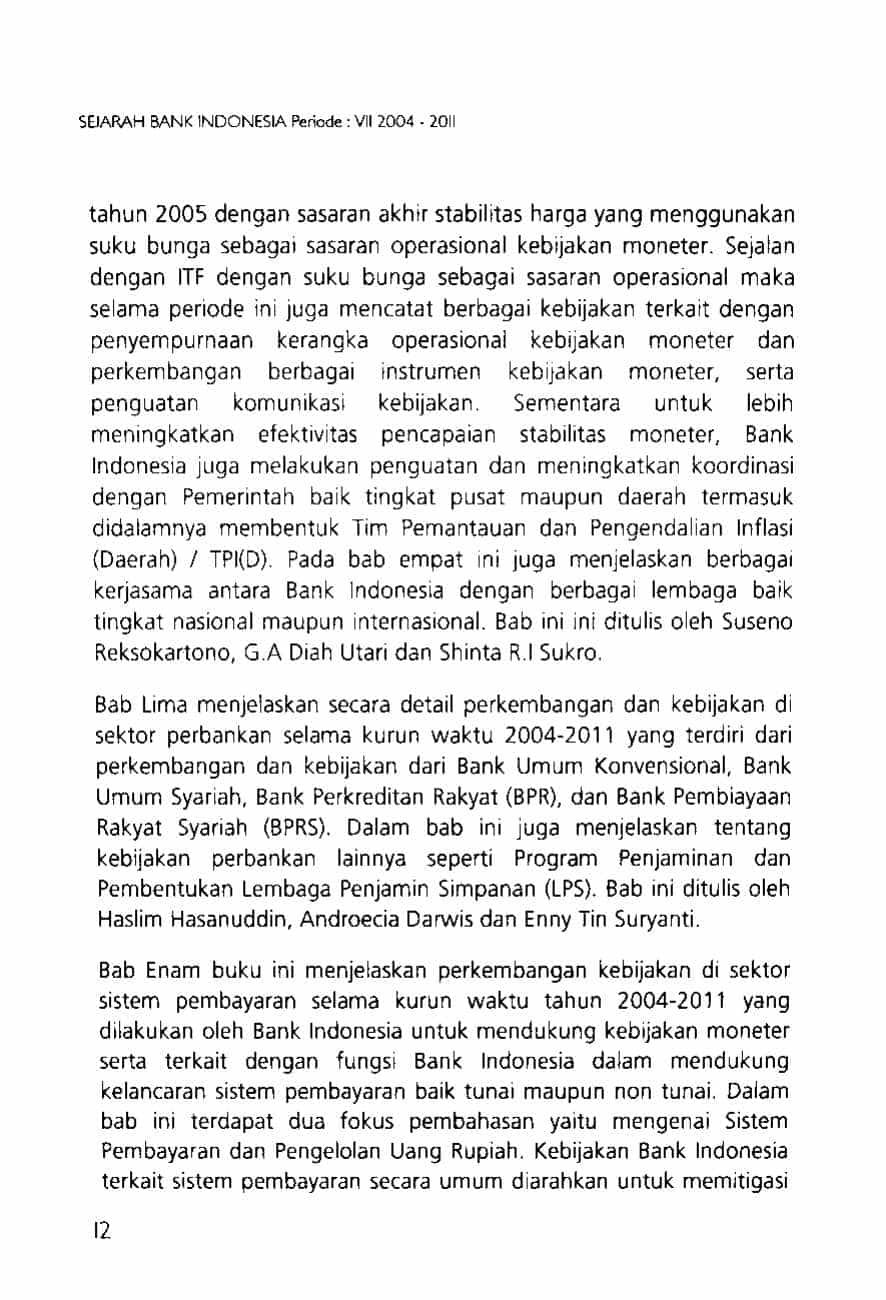 SEJARAH BANK INDONESIA Periode : VII 2004 - 2011
tahun 2005 dengan sasaran akhir stabilitas harga yang menggunakan
suku bunga sebagai sasaran operasional kebijakan moneter. Sejalan
dengan ITF dengan suku bunga sebagai sasaran operasional maka
selama periode ini juga mencatat berbagai kebijakan terkait dengan
penyempurnaan kerangka operasional kebijakan moneter dan
perkembangan berbagai instrumen kebijakan moneter, serta
penguatan komunikasi kebijakan. Sementara untuk lebih
meningkatkan efektivitas pencapaian stabilitas moneter, Bank
Indonesia juga melakukan penguatan dan meningkatkan koordinasi
dengan Pemerintah baik tingkat pusat maupun daerah termasuk
didalamnya membentuk Tim Pemantauan dan Pengendalian Inflasi
(Daerah) / TPI(D). Pada bab empat ini juga menjelaskan berbagai
kerjasama antara Bank Indonesia dengan berbagai lembaga baik
tingkat nasional maupun internasional. Bab ini ini ditulis oleh Suseno
Reksokartono, G.A Diah Utari dan Shinta R.I Sukro.
Bab Lima menjelaskan secara detail perkembangan dan kebijakan di
sektor perbankan selama kurun waktu 2004-2011 yang terdiri dari
perkembangan dan kebijakan dari Bank Umum Konvensional, Bank
Umum Syariah, Bank Perkreditan Rakyat (BPR), dan Bank Pembiayaan
Rakyat Syariah (BPRS). Dalam bab ini juga menjelaskan tentang
kebijakan perbankan lainnya seperti Program Penjaminan dan
Pembentukan Lembaga Penjamin Simpanan (LPS). Bab ini ditulis oleh
Haslim Hasanuddin, Androecia Darwis dan Enny Tin Suryanti.
Bab Enam buku ini menjelaskan perkembangan kebijakan di sektor
sistem pembayaran selama kurun waktu tahun 2004-2011 yang
dilakukan oleh Bank Indonesia untuk mendukung kebijakan moneter
serta terkait dengan fungsi Bank Indonesia dalam mendukung
kelancaran sistem pembayaran baik tunai maupun non tunai. Dalam
bab ini terdapat dua fokus pembahasan yaitu mengenai Sistem
Pembayaran dan Pengelolan Uang Rupiah. Kebijakan Bank Indonesia
terkait sistem pembayaran secara umum diarahkan untuk memitigasi
12